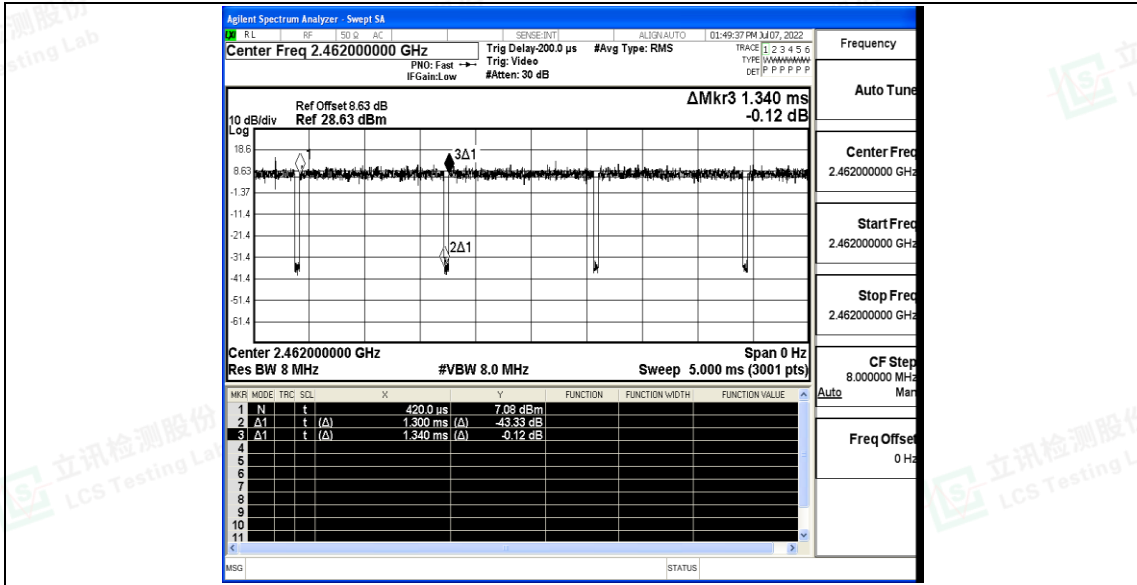 Agilent Spectrum Analyzer - Swept SA
LXI RL RF 50 Ω AC SENSE:INT ALIGNAUTO 01:49:37 PM Jul 07, 2022
Center Freq 2.462000000 GHz Trig Delay-200.0 µs #Avg Type: RMS TRACE 1 2 3 4 5 6
PNO: Fast Trig: Video TYPE WWWWWW
IFGain:Low #Atten: 30 dB DET P P P P P P
Ref Offset 8.63 dB ΔMkr3 1.340 ms
10 dB/div Ref 28.63 dBm -0.12 dB
Log
18.6
8.63
-1.37
-11.4
-21.4
-31.4
-41.4
-51.4
-61.4
1
3Δ1
2Δ1
Center 2.462000000 GHz Span 0 Hz
Res BW 8 MHz #VBW 8.0 MHz Sweep 5.000 ms (3001 pts)
MKR MODE TRC SCL X Y FUNCTION FUNCTION WIDTH FUNCTION VALUE
1 N t 420.0 µs 7.08 dBm
2 Δ1 t (Δ) 1.300 ms (Δ) -43.33 dB
3 Δ1 t (Δ) 1.340 ms (Δ) -0.12 dB
4
5
6
7
8
9
10
11
MSG STATUS
Frequency
Auto Tune
Center Freq
2.462000000 GHz
Start Freq
2.462000000 GHz
Stop Freq
2.462000000 GHz
CF Step
8.000000 MHz
Auto Man
Freq Offset
0 Hz
立讯检测股份
LCS Testing Lab
立讯检测股份